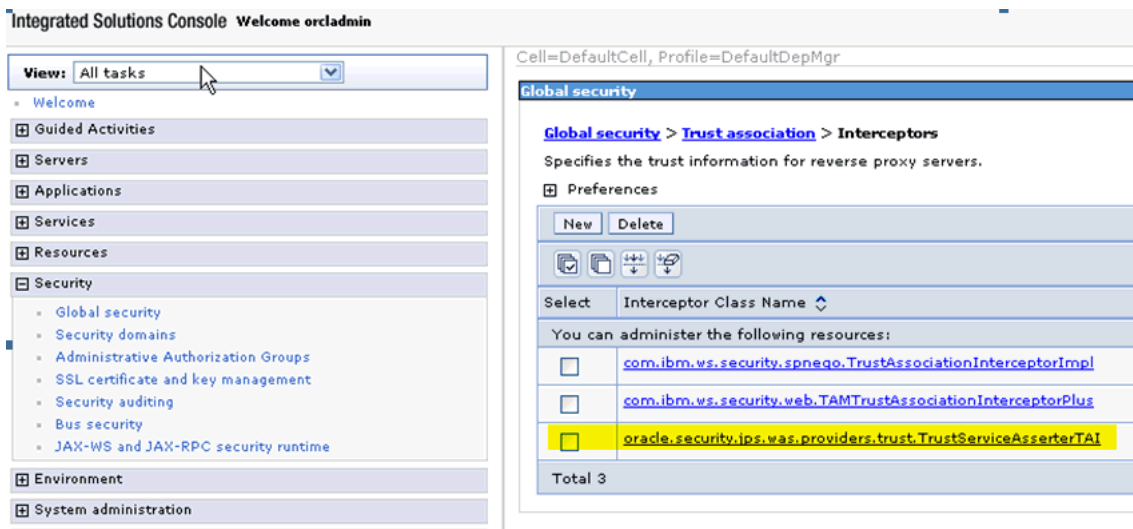 Integrated Solutions Console Welcome orcladmin
View: All tasks
Welcome
Guided Activities
Servers
Applications
Services
Resources
Security
Global security
Security domains
Administrative Authorization Groups
SSL certificate and key management
Security auditing
Bus security
JAX-WS and JAX-RPC security runtime
Environment
System administration
Cell=DefaultCell, Profile=DefaultDepMgr
Global security
Global security > Trust association > Interceptors
Specifies the trust information for reverse proxy servers.
Preferences
New Delete
Select Interceptor Class Name
You can administer the following resources:
com.ibm.ws.security.spnego.TrustAssociationInterceptorImpl
com.ibm.ws.security.web.TAMTrustAssociationInterceptorPlus
oracle.security.jps.was.providers.trust.TrustServiceAsserterTAI
Total 3